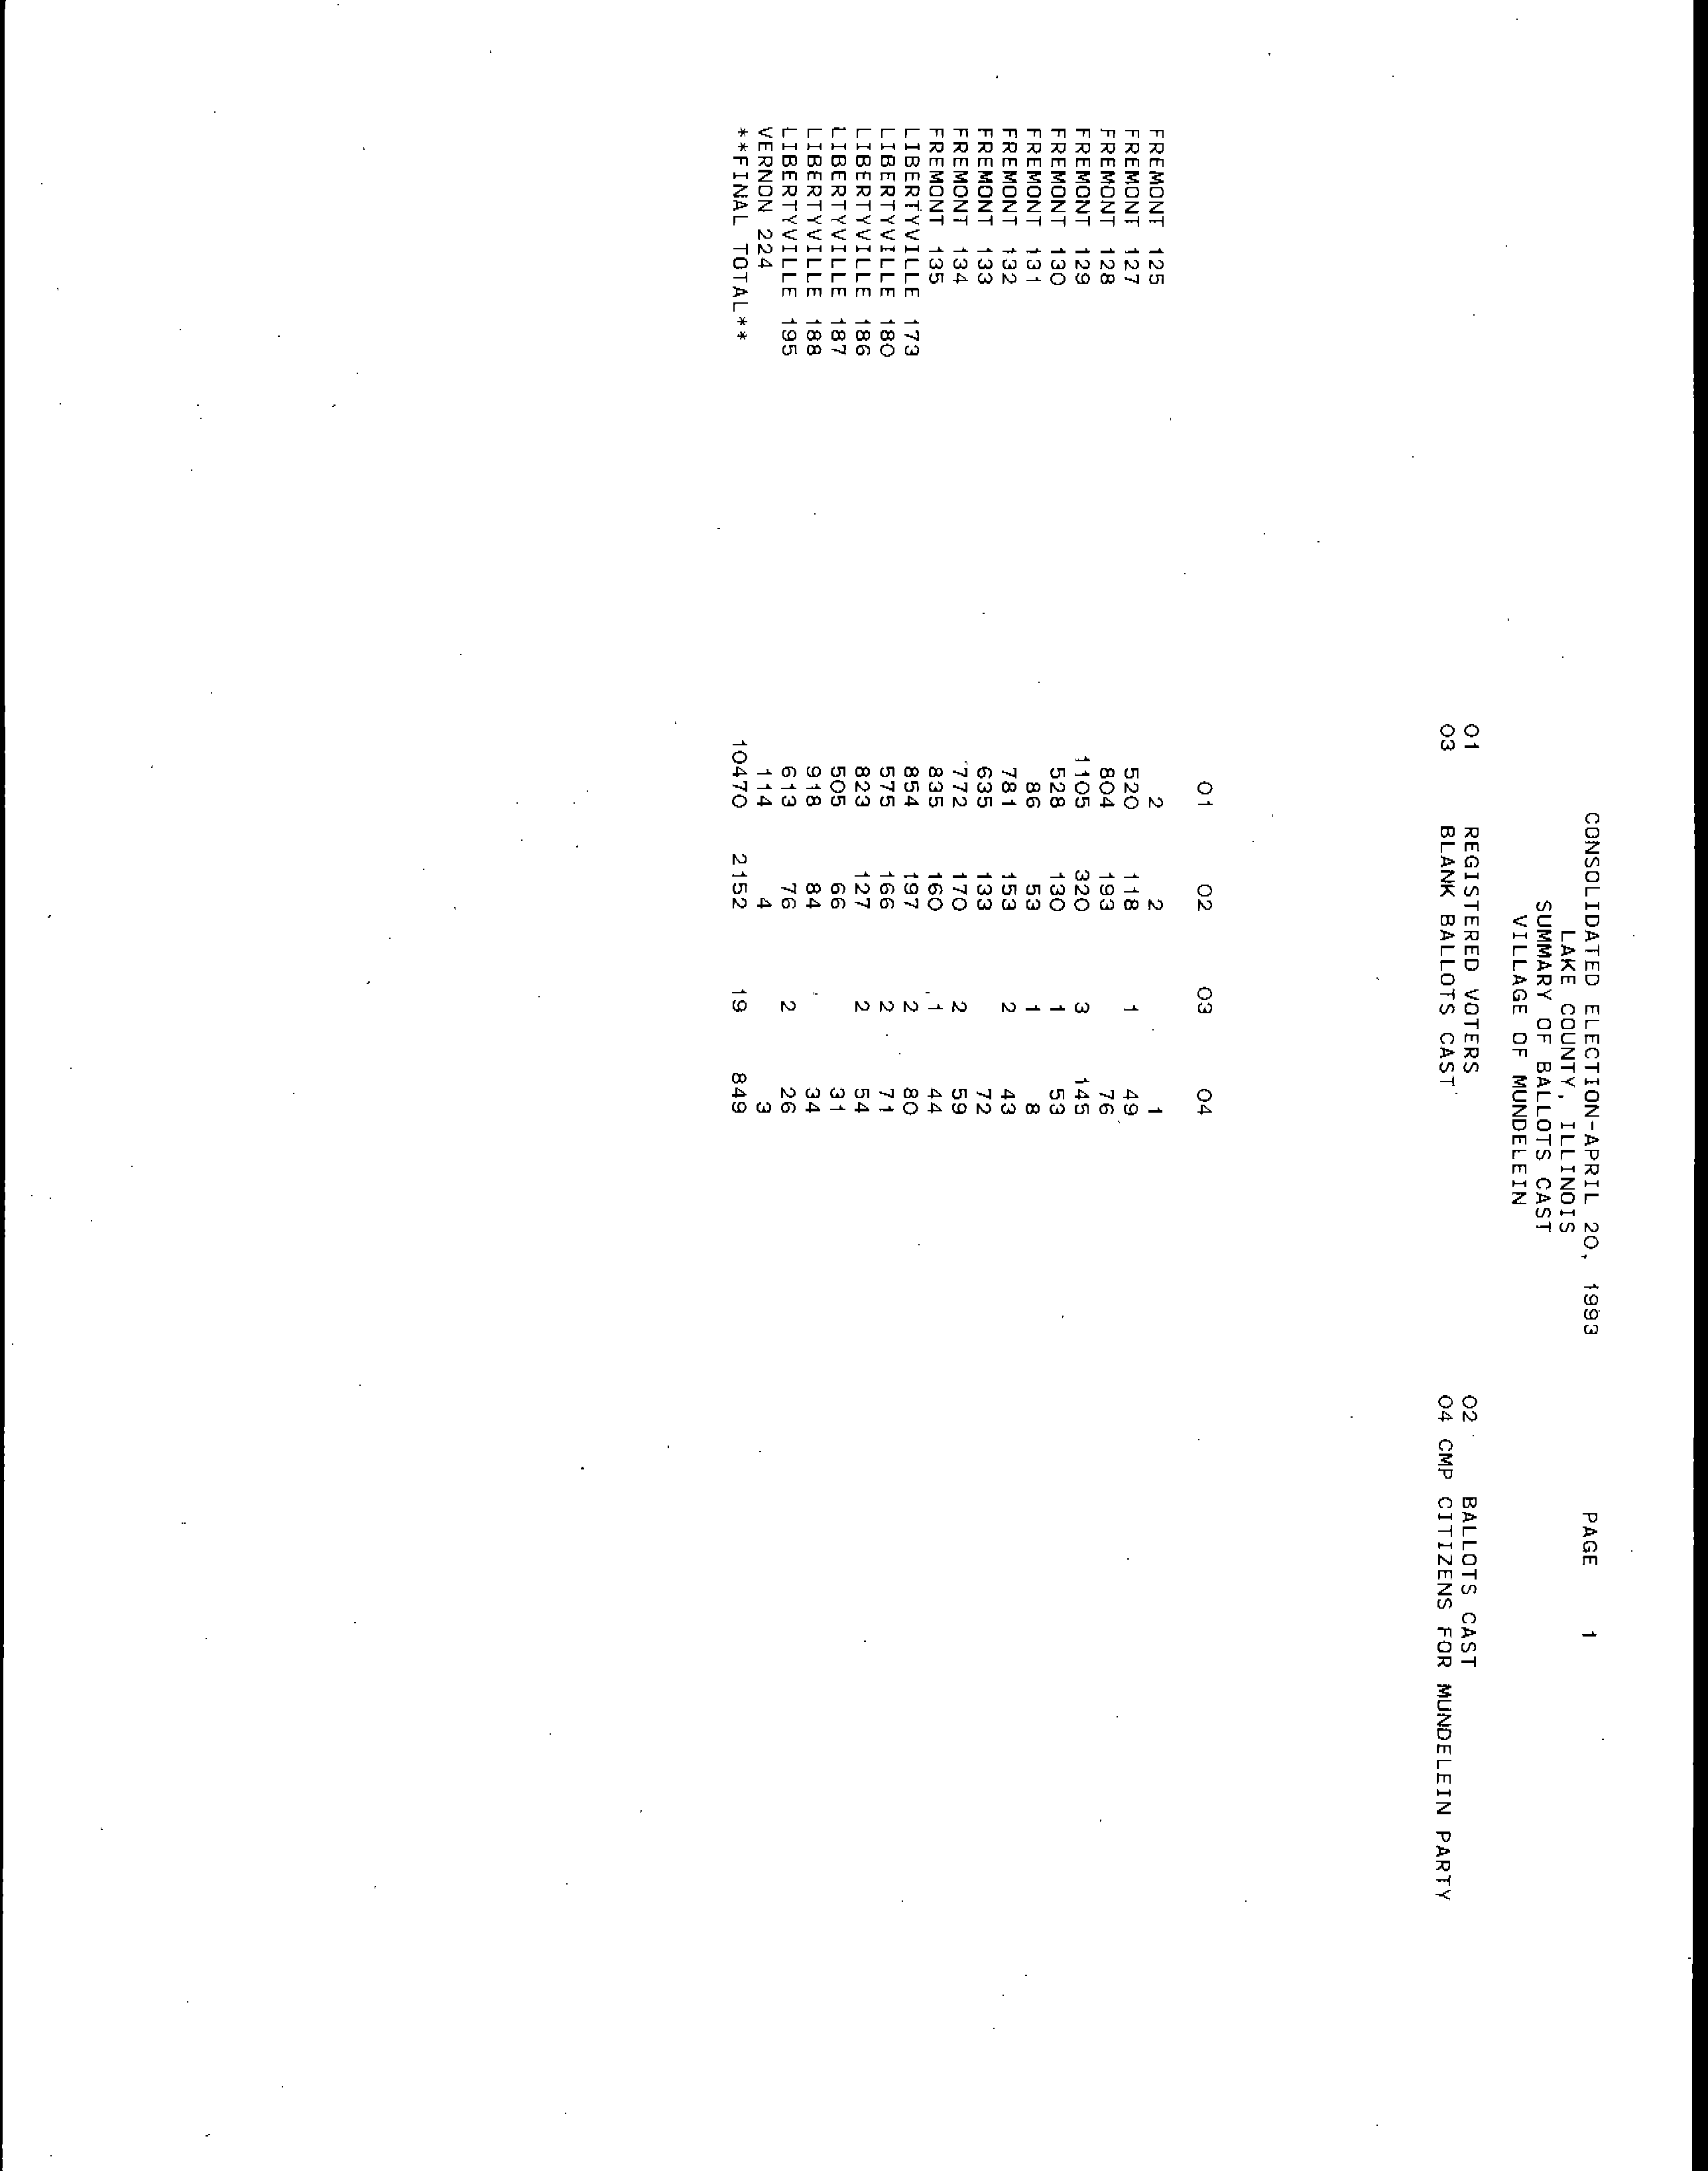 CONSOLIDATED ELECTION-APRIL 20, 1993 PAGE 1
LAKE COUNTY, ILLINOIS
SUMMARY OF BALLOTS CAST
VILLAGE OF MUNDELEIN
01 REGISTERED VOTERS 02 BALLOTS CAST
03 BLANK BALLOTS CAST 04 CMP CITIZENS FOR MUNDELEIN PARTY
01 02 03 04
FREMONT 125 2 2 1
FREMONT 127 520 118 1 49
FREMONT 128 804 193 76
FREMONT 129 1105 320 3 145
FREMONT 130 528 130 1 53
FREMONT 131 86 53 1 8
FREMONT 132 781 153 2 43
FREMONT 133 635 133 72
FREMONT 134 772 170 2 59
FREMONT 135 835 160 1 44
LIBERTYVILLE 173 854 197 2 80
LIBERTYVILLE 180 575 166 2 71
LIBERTYVILLE 186 823 127 2 54
LIBERTYVILLE 187 505 66 31
LIBERTYVILLE 188 918 84 34
LIBERTYVILLE 195 613 76 2 26
VERNON 224 114 4 3
**FINAL TOTAL** 10470 2152 19 849